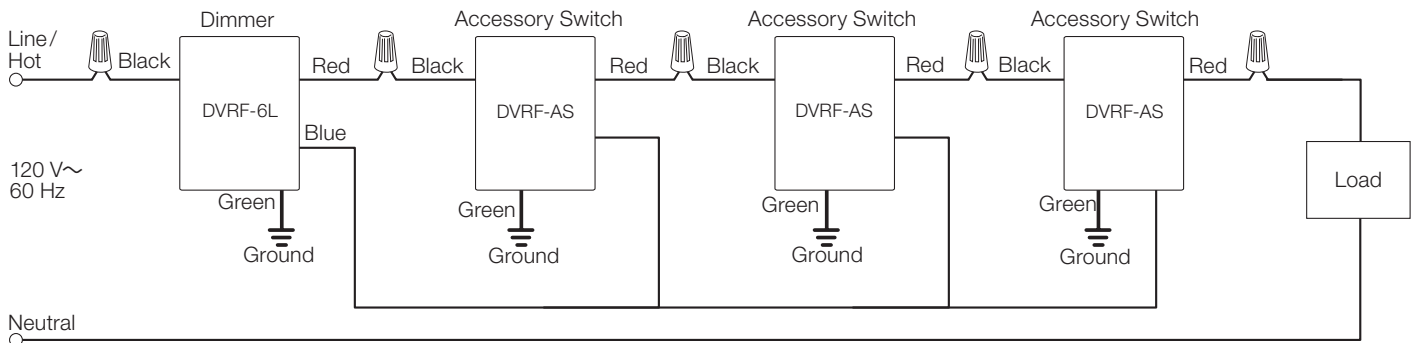 Dimmer
Accessory Switch
Accessory Switch
Accessory Switch
Line/
Hot
Black
Red
Black
Red
Black
Red
Black
Red
DVRF-6L
DVRF-AS
DVRF-AS
DVRF-AS
Blue
120 V~
60 Hz
Load
Green
Green
Green
Green
Ground
Ground
Ground
Ground
Neutral